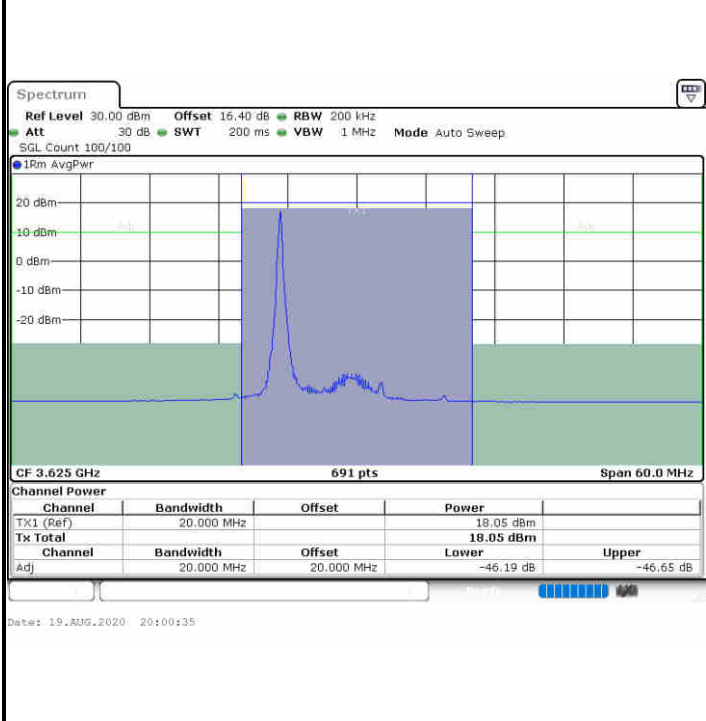 Spectrum
Ref Level 30.00 dBm Offset 16.40 dB RBW 200 kHz
Att 30 dB SWT 200 ms VBW 1 MHz Mode Auto Sweep
SGL Count 100/100
1Rm AvgPwr
20 dBm
TX1
Adj Adj
10 dBm
0 dBm
-10 dBm
-20 dBm
CF 3.625 GHz 691 pts Span 60.0 MHz
Channel Power
Channel Bandwidth Offset Power
TX1 (Ref) 20.000 MHz 18.05 dBm
Tx Total 18.05 dBm
Channel Bandwidth Offset Lower Upper
Adj 20.000 MHz 20.000 MHz -46.19 dB -46.65 dB
Date: 19.AUG.2020 20:00:35